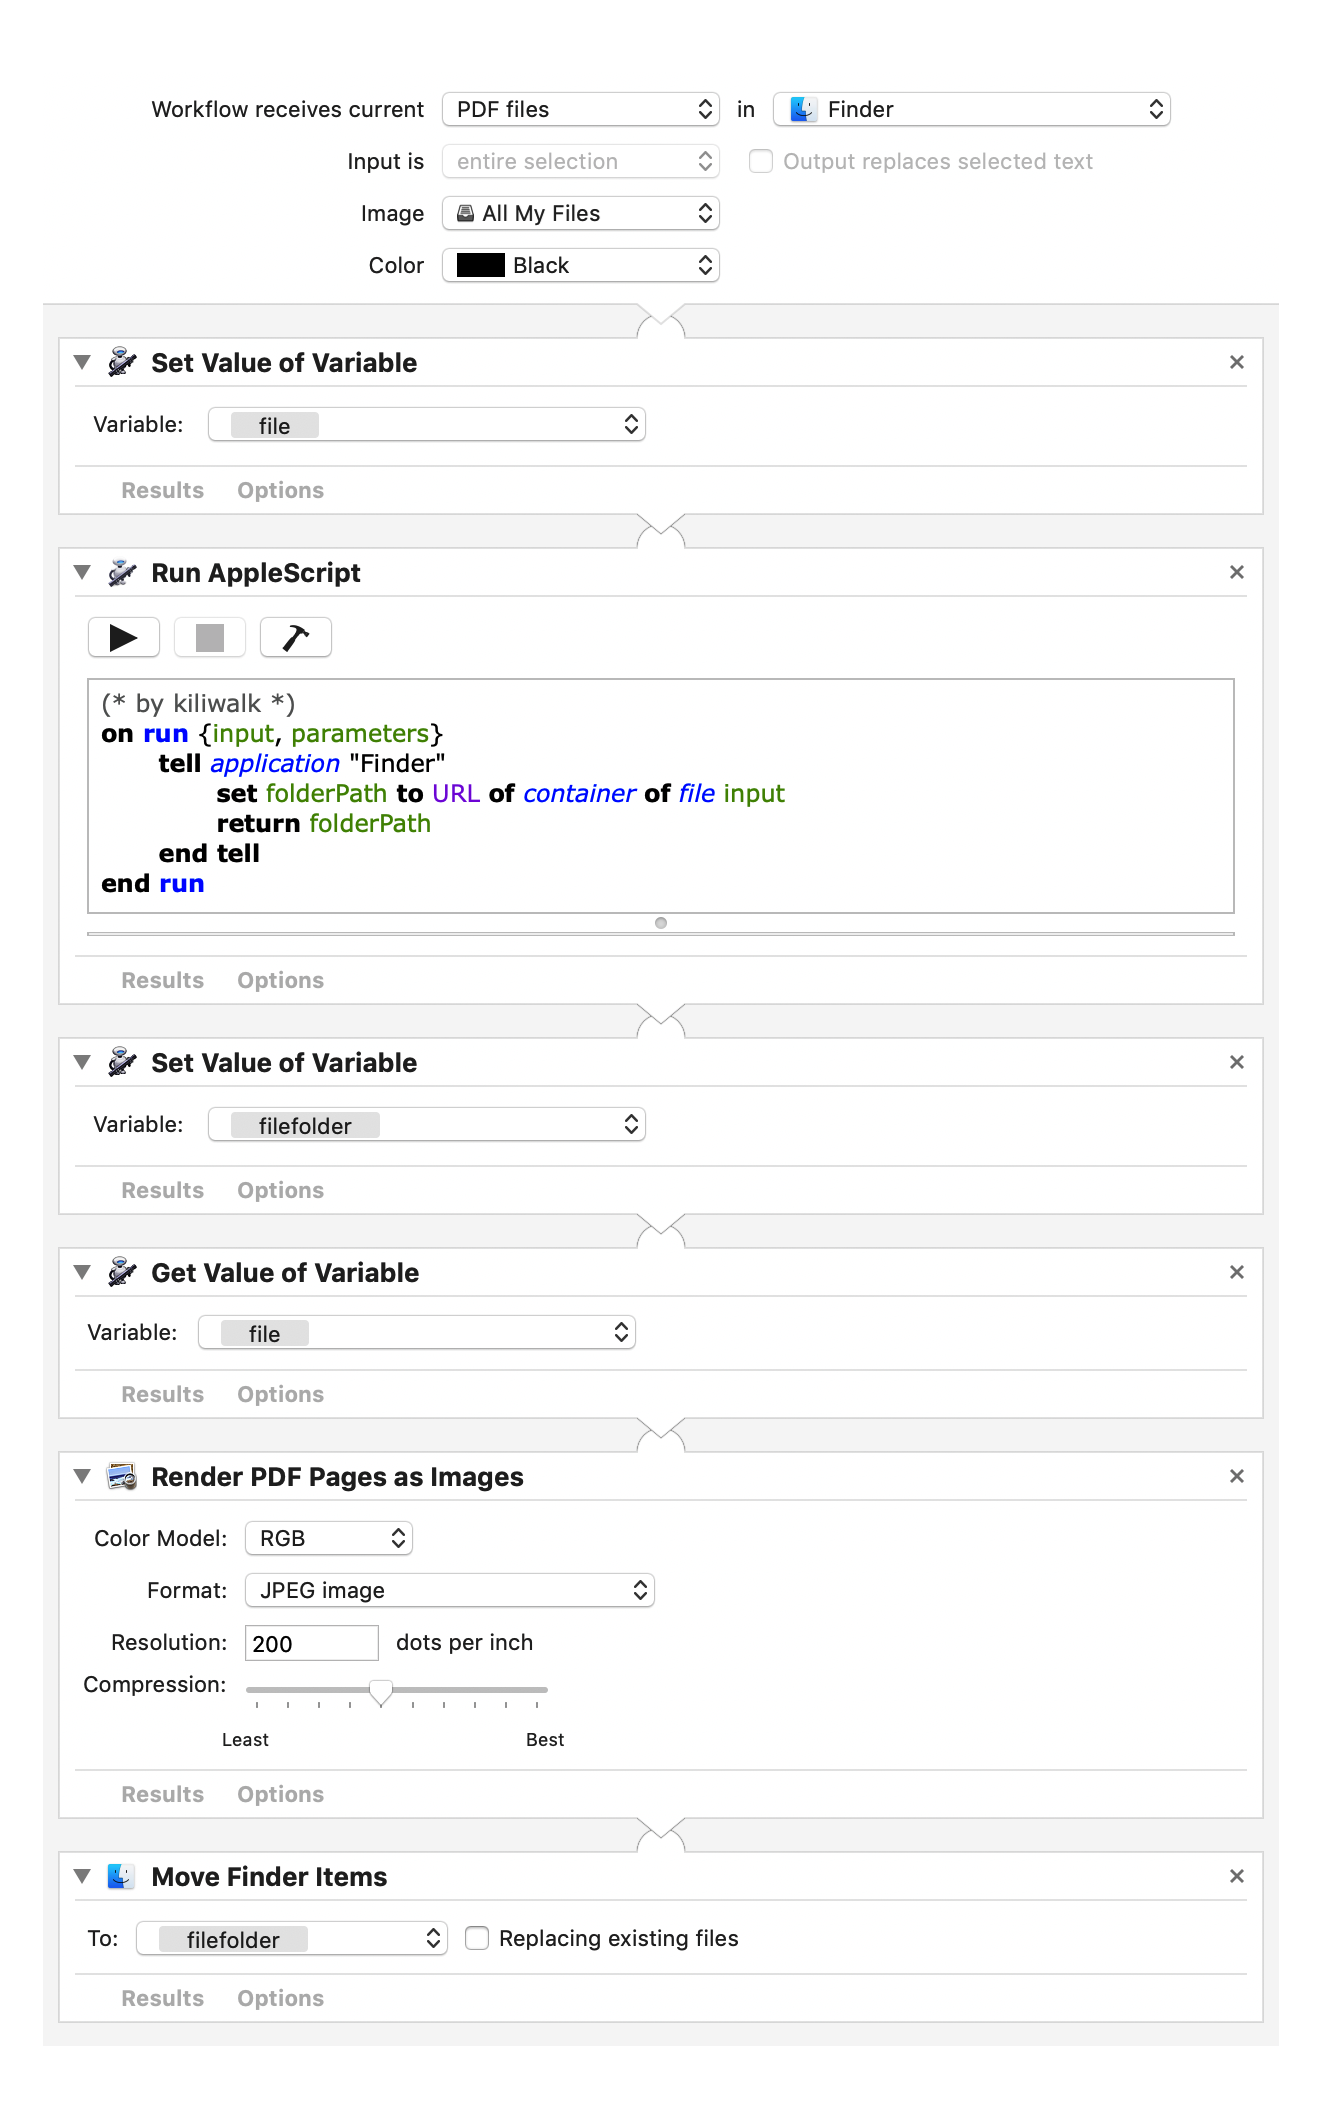 Workflow receives current PDF files in Finder
Input is entire selection Output replaces selected text
Image All My Files
Color Black
Set Value of Variable
Variable: file
Results Options
Run AppleScript
(* by kiliwalk *)
on run {input, parameters}
tell application "Finder"
set folderPath to URL of container of file input
return folderPath
end tell
end run
Results Options
Set Value of Variable
Variable: filefolder
Results Options
Get Value of Variable
Variable: file
Results Options
Render PDF Pages as Images
Color Model: RGB
Format: JPEG image
Resolution: 200 dots per inch
Compression:
Least Best
Results Options
Move Finder Items
To: filefolder Replacing existing files
Results Options